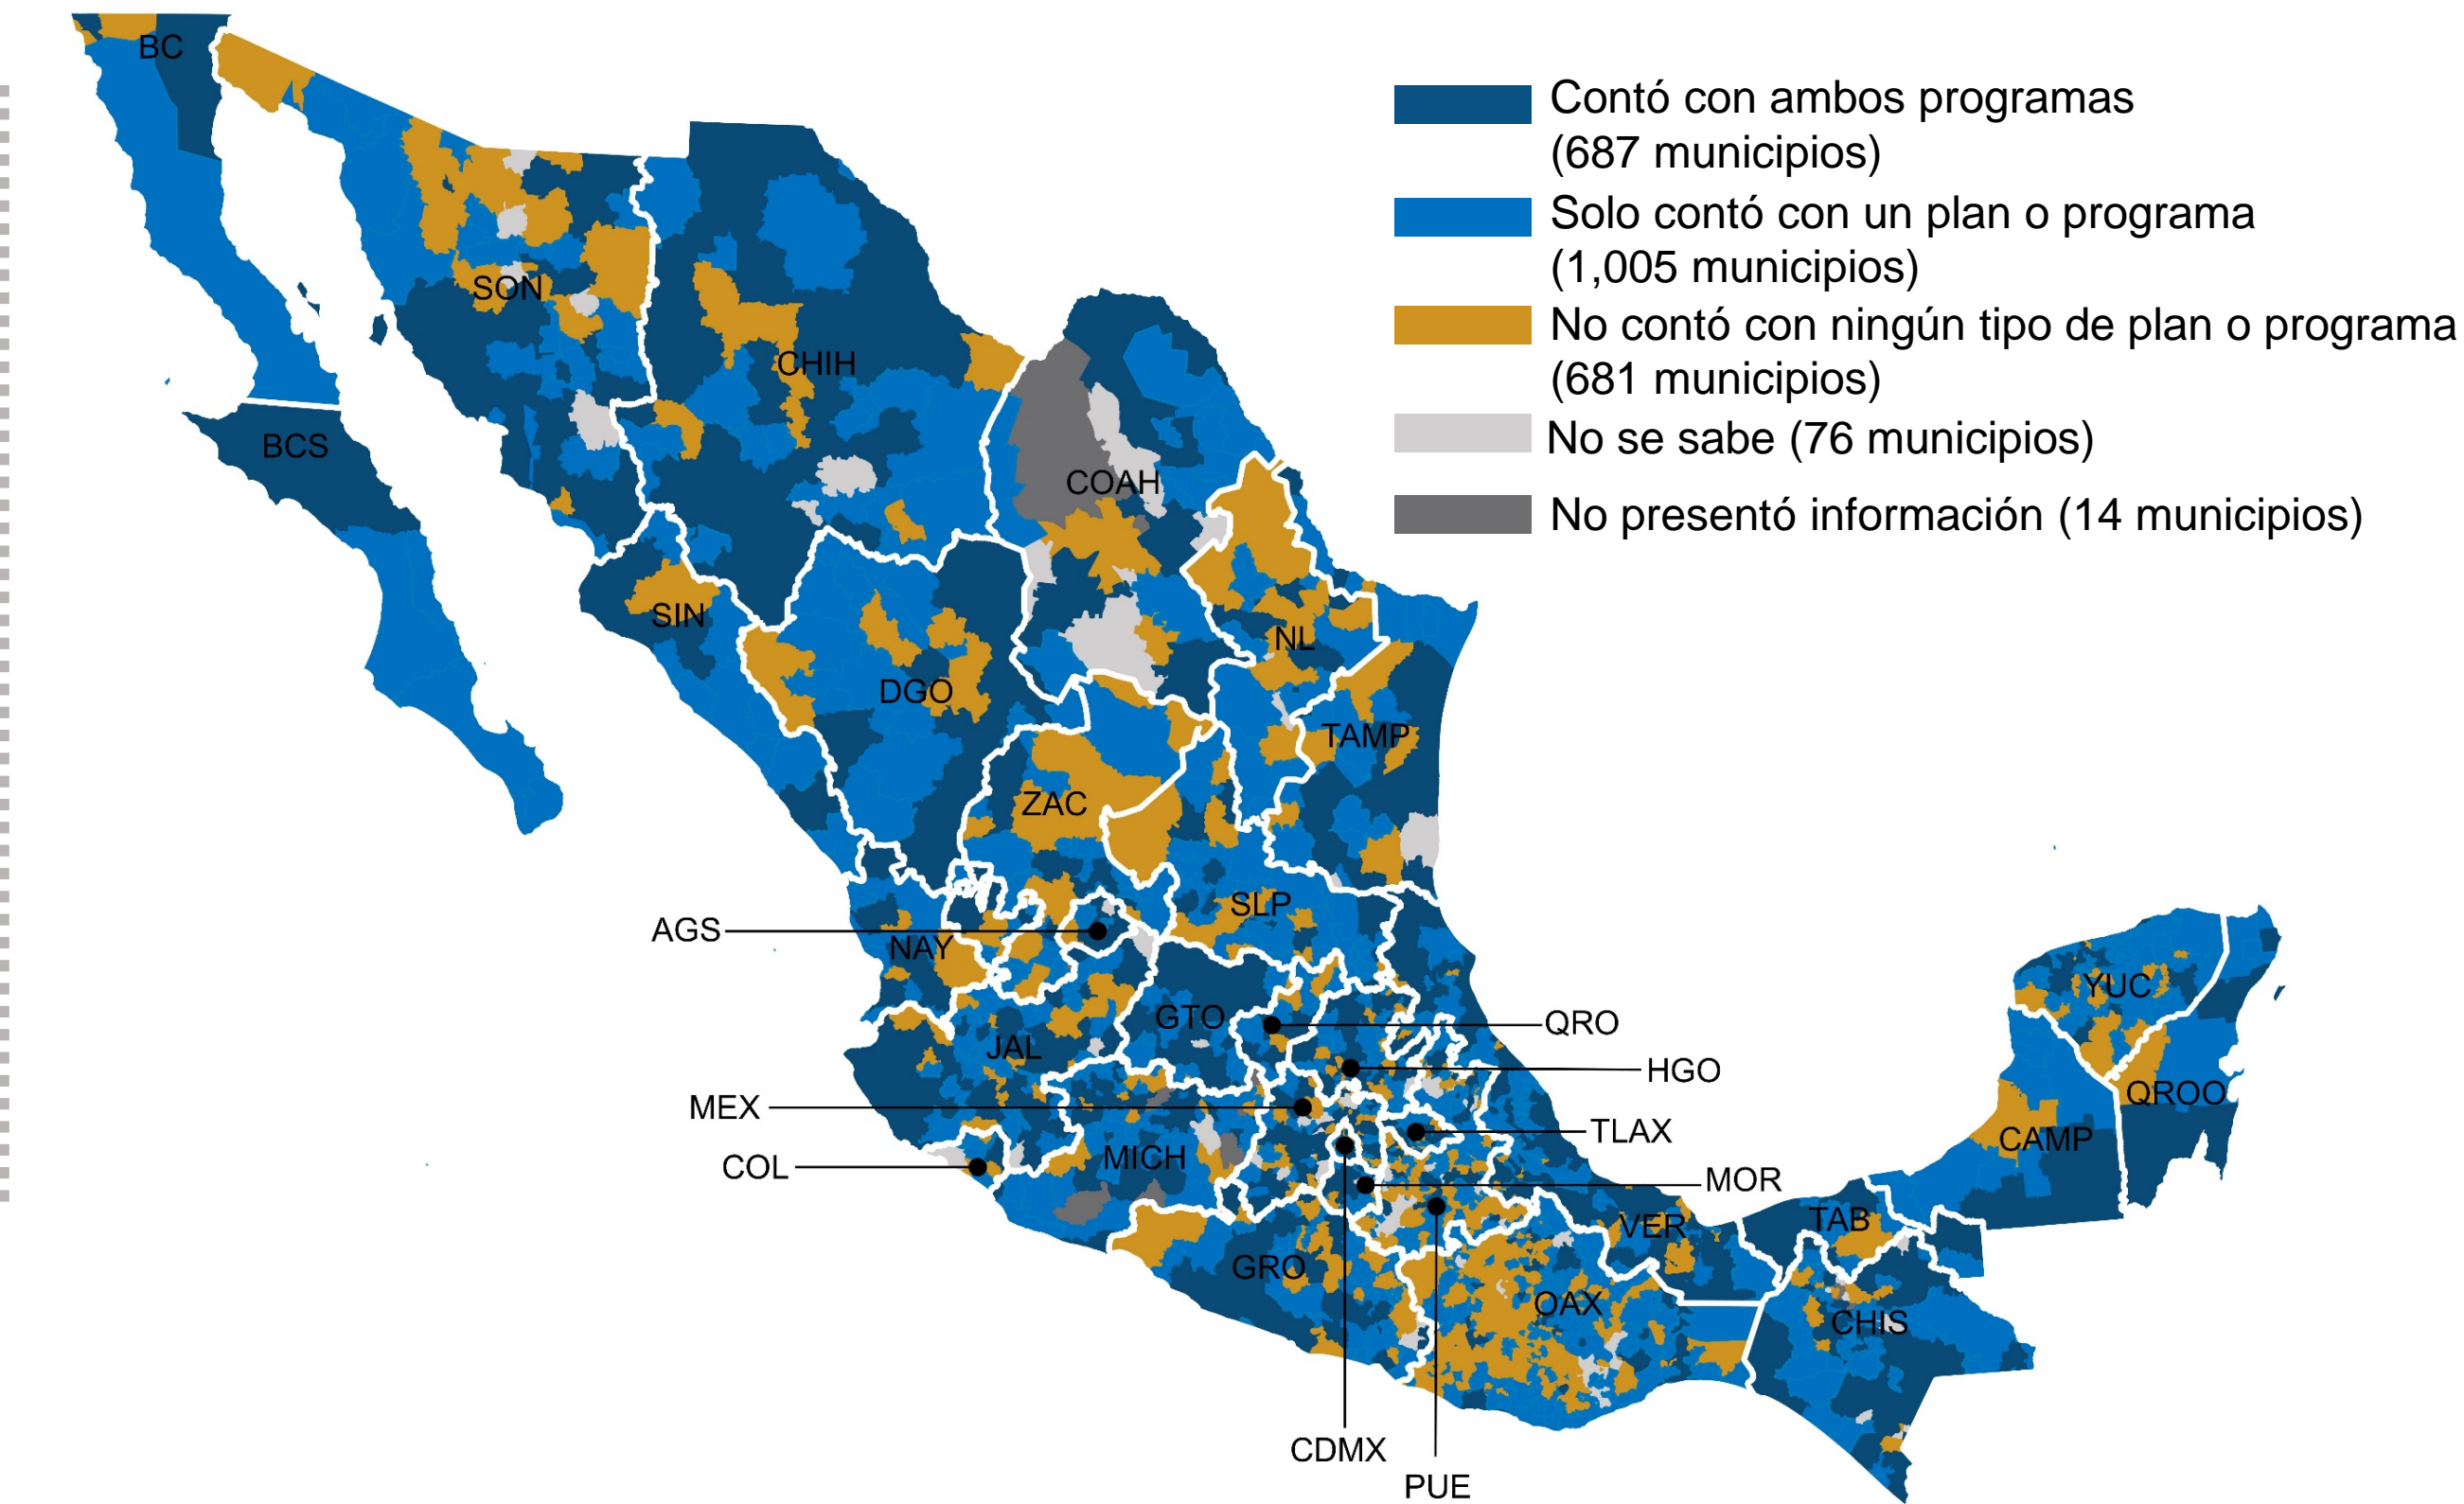 BC
Contó con ambos programas
(687 municipios)
Solo contó con un plan o programa
(1,005 municipios)
No contó con ningún tipo de plan o programa
(681 municipios)
No se sabe (76 municipios)
No presentó información (14 municipios)
SON
CHIH
BCS
COAH
SIN
NL
DGO
TAMP
ZAC
SLP
AGS
NAY
YUC
GTO
QRO
JAL
HGO
QROO
MEX
TLAX
CAMP
MICH
COL
MOR
TAB
VER
GRO
OAX
CHIS
CDMX
PUE